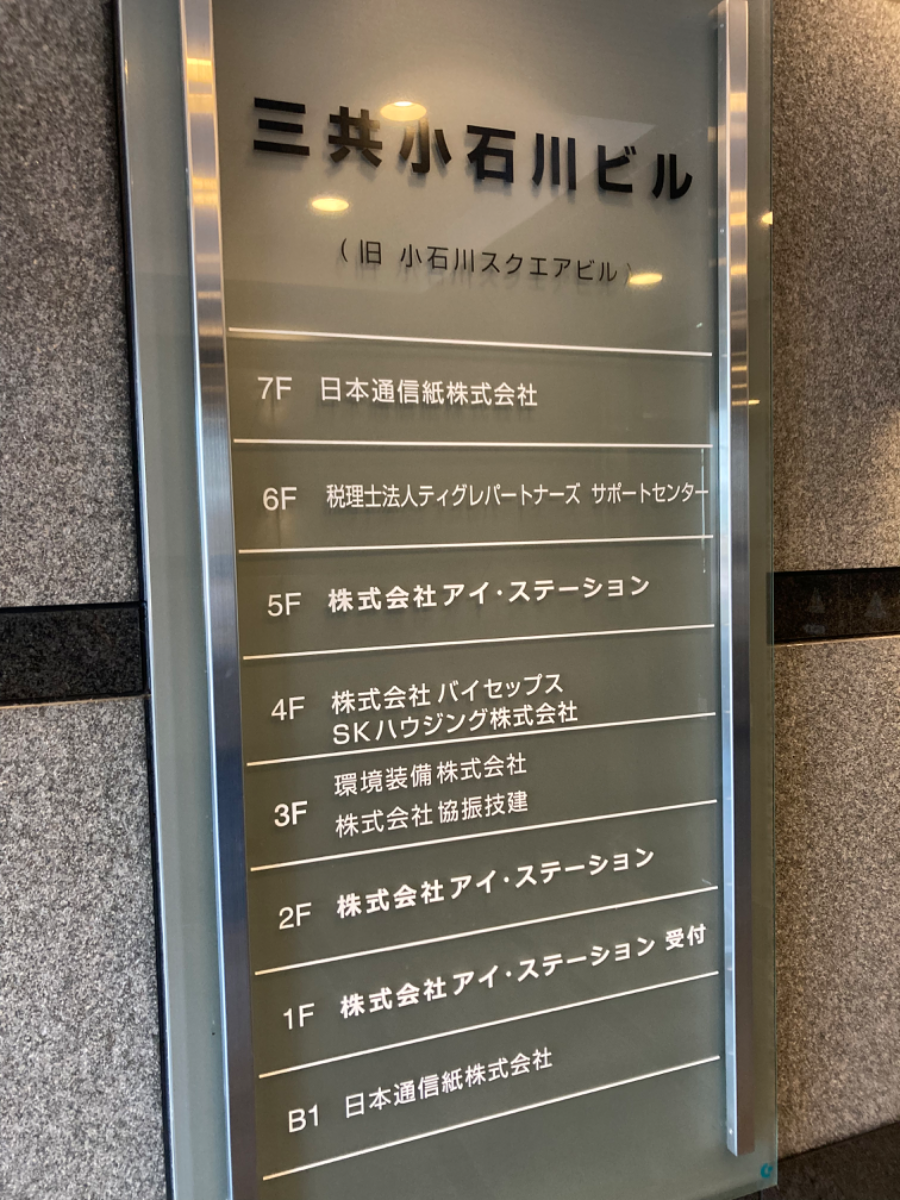 三共小石川ビル
（旧 小石川スクエアビル）
7F 日本通信紙株式会社
6F 税理士法人ティグレパートナーズ サポートセンター
5F 株式会社アイ・ステーション
4F 株式会社 バイセップス
SKハウジング株式会社
3F 環境装備株式会社
株式会社協振技建
2F 株式会社アイ・ステーション
1F 株式会社アイ・ステーション 受付
B1 日本通信紙株式会社